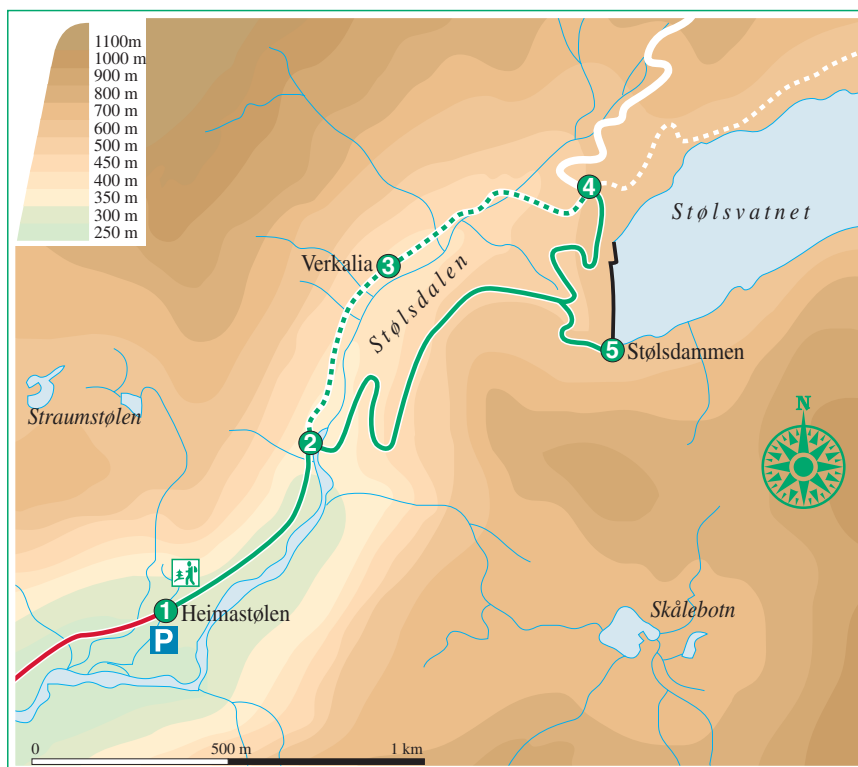 1100m
1000 m
900 m
800 m
700 m
600 m
500 m
450 m
400 m
350 m
300 m
250 m
4
Stølsvatnet
Verkalia 3
Stølsdalen
5 Stølsdammen
Straumstølen
N
2
1 Heimastølen
P
Skålebotn
0 500 m 1 km